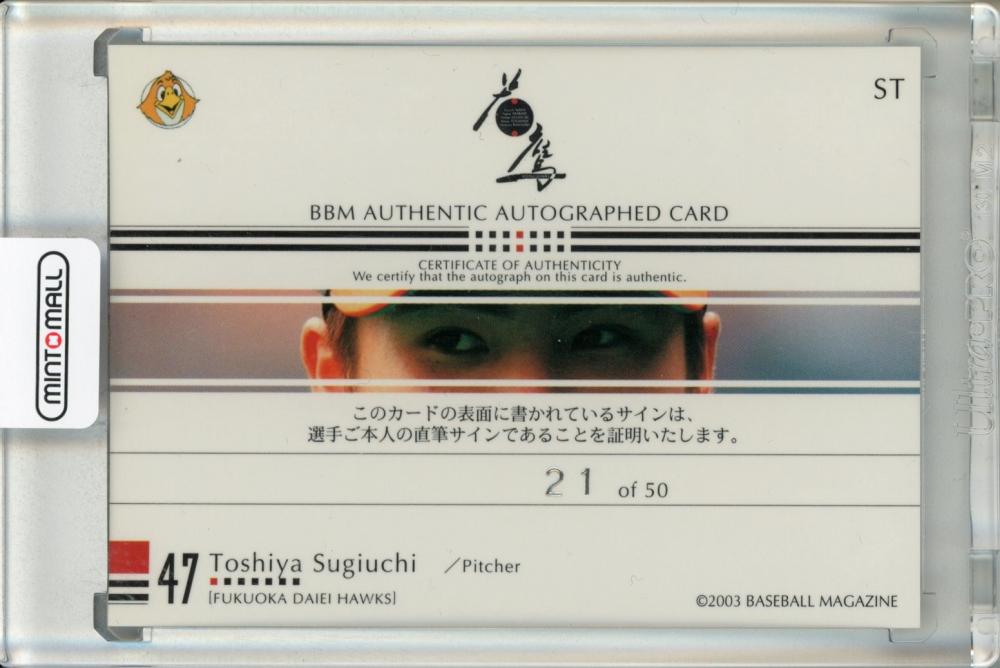 ST
若鷹
BBM AUTHENTIC AUTOGRAPHED CARD
CERTIFICATE OF AUTHENTICITY
We certify that the autograph on this card is authentic.
このカードの表面に書かれているサインは、
選手ご本人の直筆サインであることを証明いたします。
21 of 50
47 Toshiya Sugiuchi ／Pitcher
[FUKUOKA DAIEI HAWKS]
©2003 BASEBALL MAGAZINE
MINTOMALL
UltraPRO